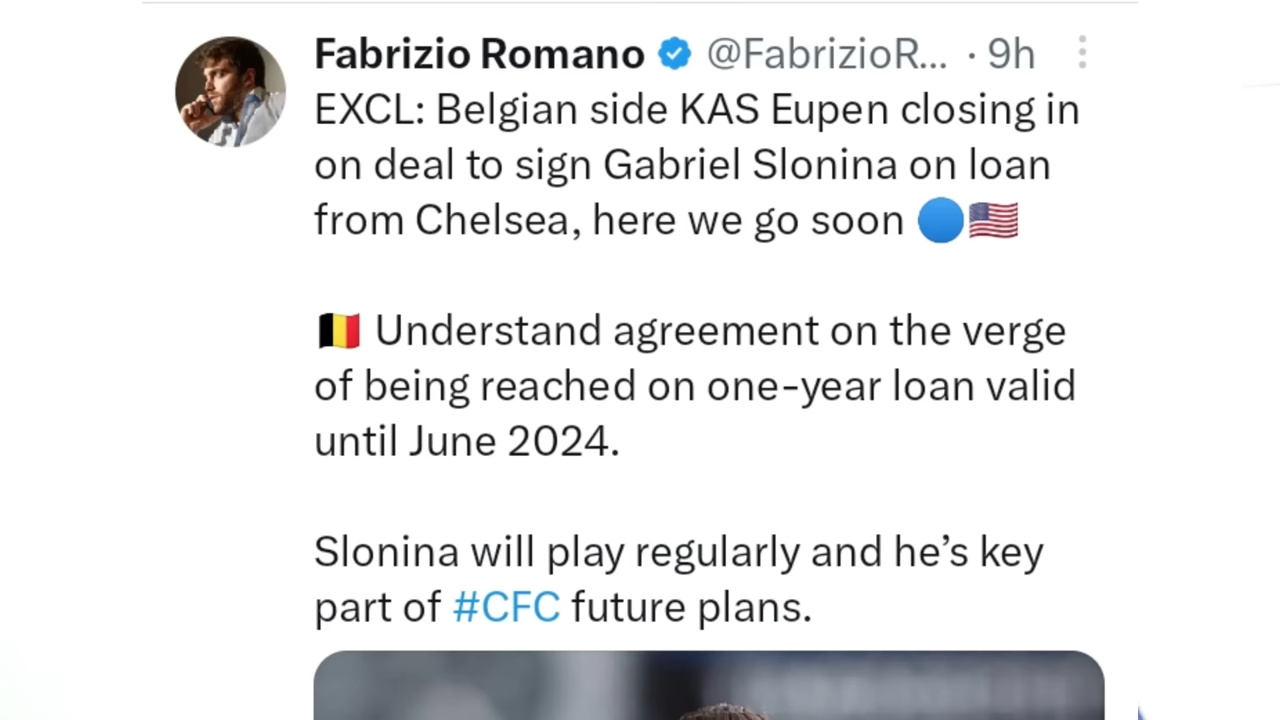 Fabrizio Romano @FabrizioR... · 9h
EXCL: Belgian side KAS Eupen closing in
on deal to sign Gabriel Slonina on loan
from Chelsea, here we go soon 🔵🇺🇸
🇧🇪 Understand agreement on the verge
of being reached on one-year loan valid
until June 2024.
Slonina will play regularly and he’s key
part of #CFC future plans.